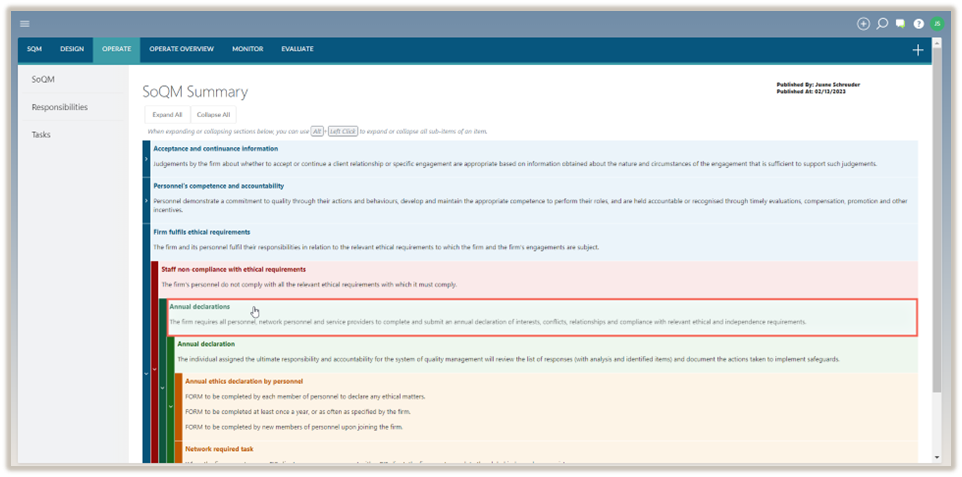 JS
SQM DESIGN OPERATE OPERATE OVERVIEW MONITOR EVALUATE
SoQM
Responsibilities
Tasks
SoQM Summary
Published By: Juane Schreuder
Published At: 02/13/2023
Expand All Collapse All
When expanding or collapsing sections below, you can use Alt + Left Click to expand or collapse all sub-items of an item.
Acceptance and continuance information
Judgements by the firm about whether to accept or continue a client relationship or specific engagement are appropriate based on information obtained about the nature and circumstances of the engagement that is sufficient to support such judgements.
Personnel's competence and accountability
Personnel demonstrate a commitment to quality through their actions and behaviours, develop and maintain the appropriate competence to perform their roles, and are held accountable or recognised through timely evaluations, compensation, promotion and other
incentives.
Firm fulfils ethical requirements
The firm and its personnel fulfil their responsibilities in relation to the relevant ethical requirements to which the firm and the firm's engagements are subject.
Staff non-compliance with ethical requirements
The firm's personnel do not comply with all the relevant ethical requirements with which it must comply.
Annual declarations
The firm requires all personnel, network personnel and service providers to complete and submit an annual declaration of interests, conflicts, relationships and compliance with relevant ethical and independence requirements.
Annual declaration
The individual assigned the ultimate responsibility and accountability for the system of quality management will review the list of responses (with analysis and identified items) and document the actions taken to implement safeguards.
Annual ethics declaration by personnel
FORM to be completed by each member of personnel to declare any ethical matters.
FORM to be completed at least once a year, or as often as specified by the firm.
FORM to be completed by new members of personnel upon joining the firm.
Network required task